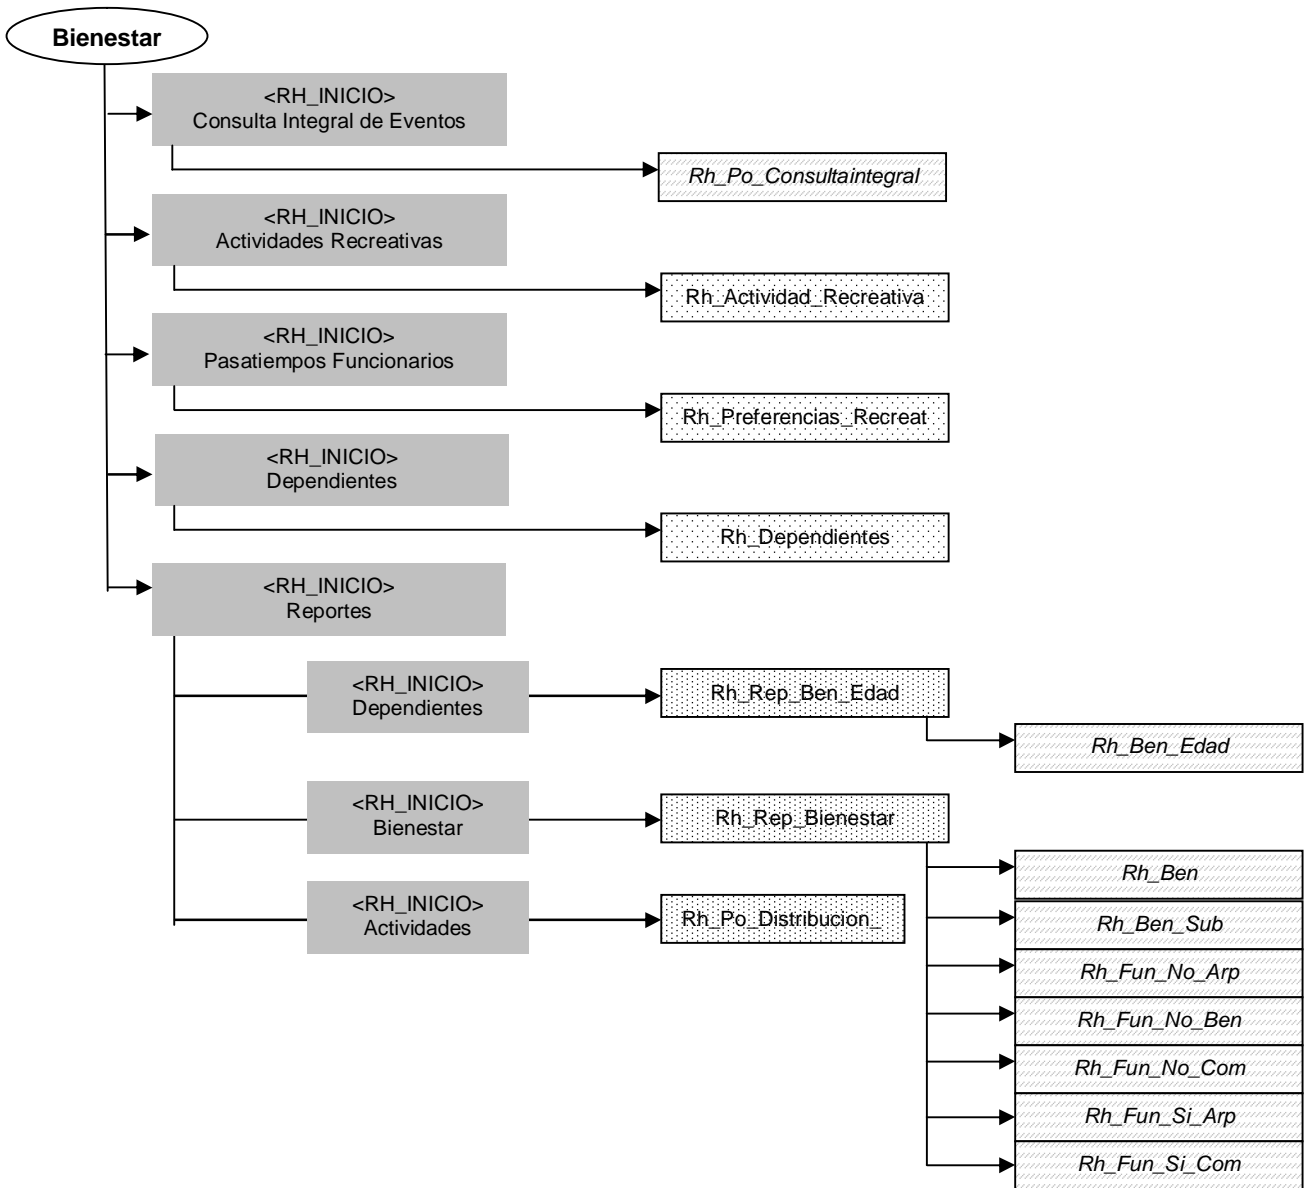 Bienestar
<RH_INICIO>
Consulta Integral de Eventos
Rh_Po_Consultaintegral
<RH_INICIO>
Actividades Recreativas
Rh_Actividad_Recreativa
<RH_INICIO>
Pasatiempos Funcionarios
Rh_Preferencias_Recreat
<RH_INICIO>
Dependientes
Rh_Dependientes
<RH_INICIO>
Reportes
<RH_INICIO>
Dependientes
Rh_Rep_Ben_Edad
Rh_Ben_Edad
<RH_INICIO>
Bienestar
Rh_Rep_Bienestar
Rh_Ben
Rh_Ben_Sub
<RH_INICIO>
Actividades
Rh_Po_Distribucion_
Rh_Fun_No_Arp
Rh_Fun_No_Ben
Rh_Fun_No_Com
Rh_Fun_Si_Arp
Rh_Fun_Si_Com